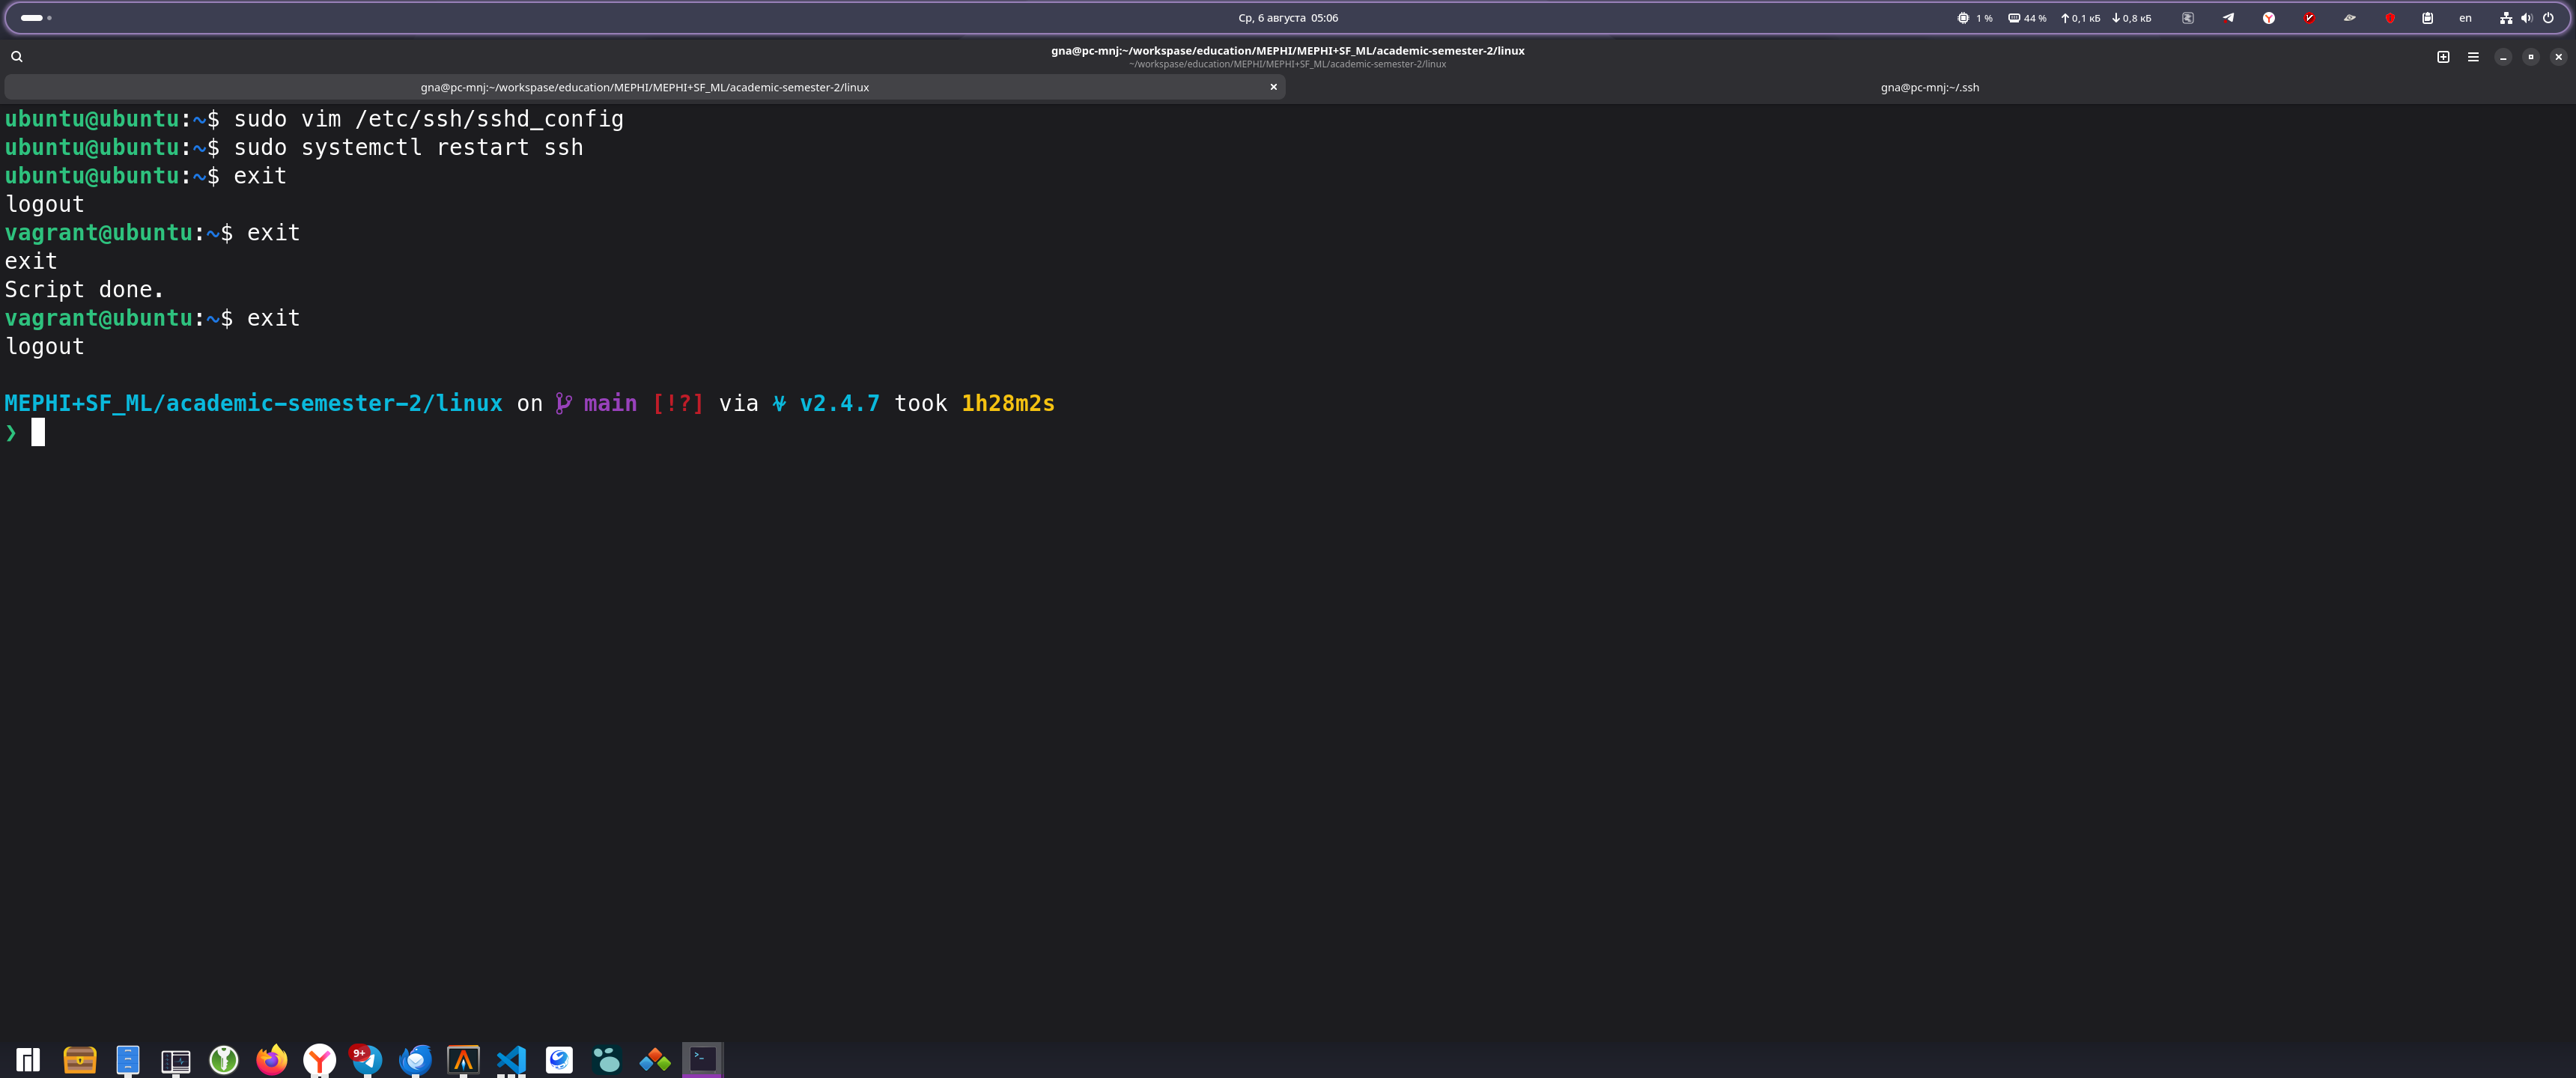 Ср, 6 августа 05:06
1 % 44 % 0,1 кБ 0,8 кБ en
gna@pc-mnj:~/workspase/education/MEPHI/MEPHI+SF_ML/academic-semester-2/linux
~/workspase/education/MEPHI/MEPHI+SF_ML/academic-semester-2/linux
gna@pc-mnj:~/workspase/education/MEPHI/MEPHI+SF_ML/academic-semester-2/linux
gna@pc-mnj:~/.ssh
ubuntu@ubuntu:~$ sudo vim /etc/ssh/sshd_config
ubuntu@ubuntu:~$ sudo systemctl restart ssh
ubuntu@ubuntu:~$ exit
logout
vagrant@ubuntu:~$ exit
exit
Script done.
vagrant@ubuntu:~$ exit
logout
MEPHI+SF_ML/academic-semester-2/linux on main [!?] via v2.4.7 took 1h28m2s
❯
9+